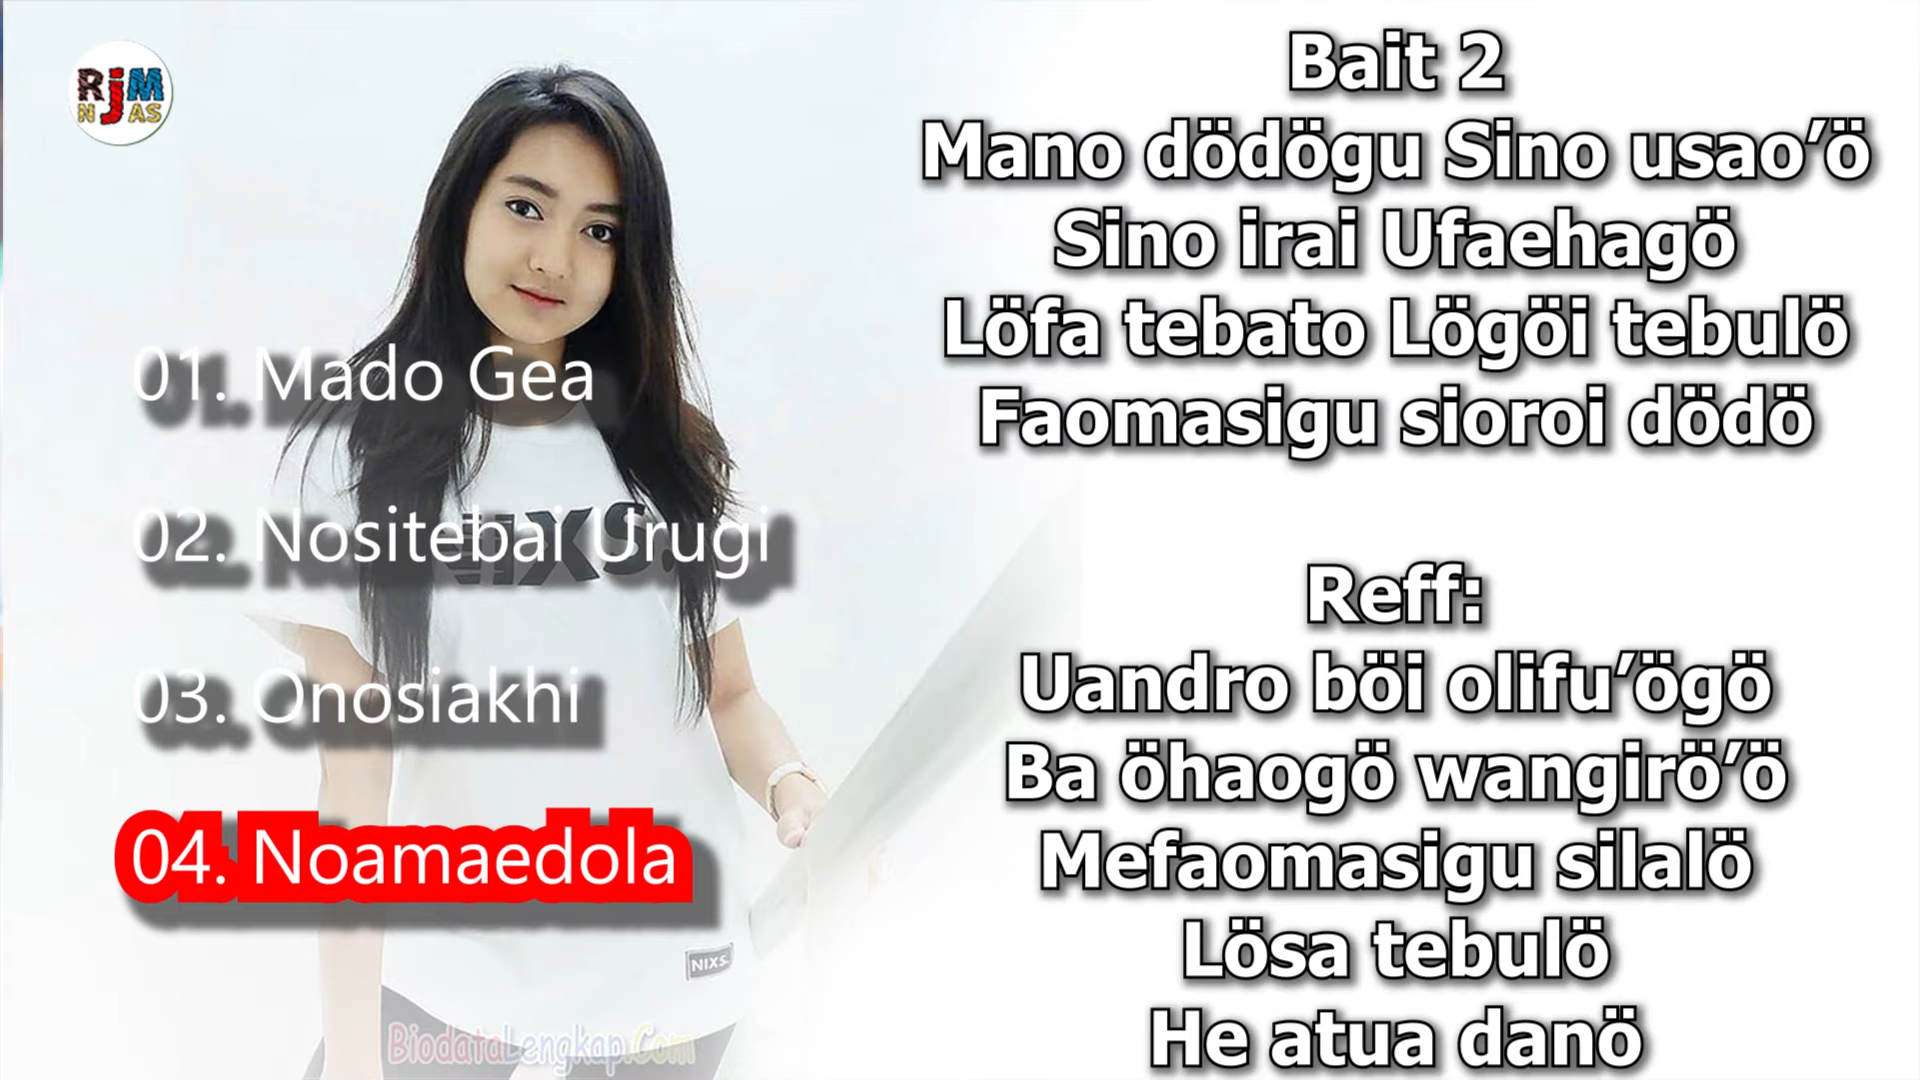 RJM
NIAS
01. Mado Gea
02. Nositebai Urugi
03. Onosiakhi
04. Noamaedola
NIXS.
BiodataLengkap.Com
Bait 2
Mano dödögu Sino usao’ö
Sino irai Ufaehagö
Löfa tebato Lögöi tebulö
Faomasigu sioroi dödö
Reff:
Uandro böi olifu’ögö
Ba öhaogö wangirö’ö
Mefaomasigu silalö
Lösa tebulö
He atua danö